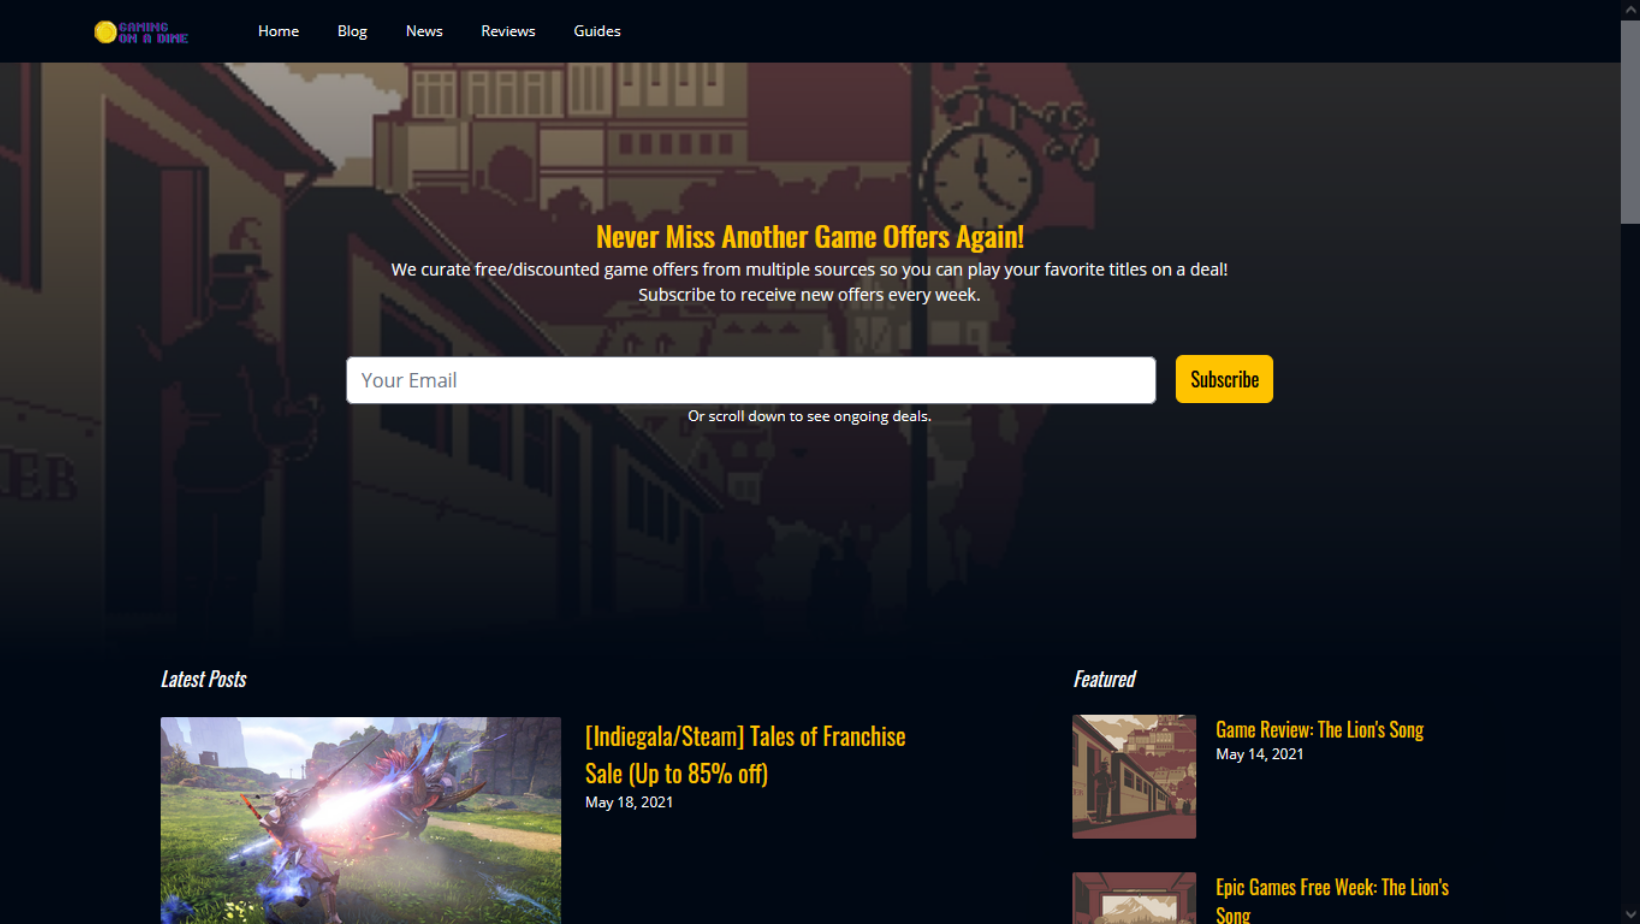 GAMING
ON A DIME
Home
Blog
News
Reviews
Guides
Never Miss Another Game Offers Again!
We curate free/discounted game offers from multiple sources so you can play your favorite titles on a deal!
Subscribe to receive new offers every week.
Your Email
Subscribe
Or scroll down to see ongoing deals.
TEB
Latest Posts
Featured
[Indiegala/Steam] Tales of Franchise
Sale (Up to 85% off)
May 18, 2021
Game Review: The Lion's Song
May 14, 2021
Epic Games Free Week: The Lion's
Song